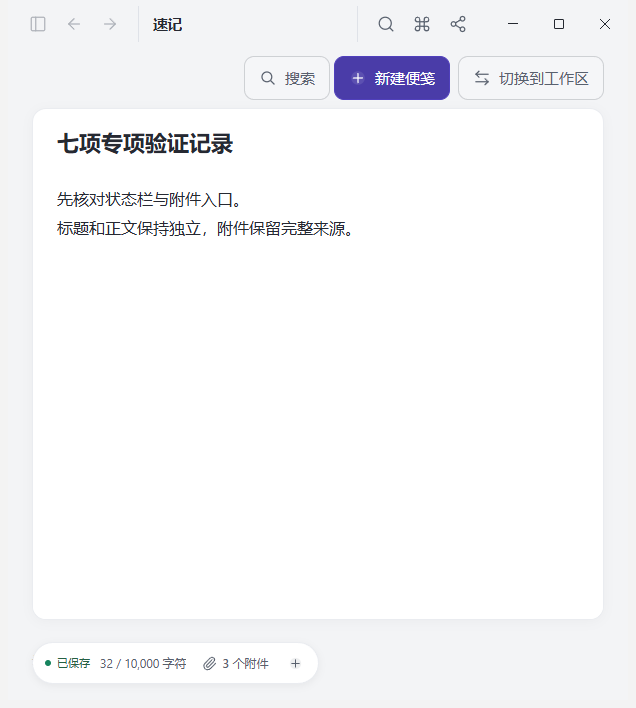 速记
搜索
新建便笺
切换到工作区
七项专项验证记录
先核对状态栏与附件入口。
标题和正文保持独立，附件保留完整来源。
已保存 32 / 10,000 字符 3 个附件